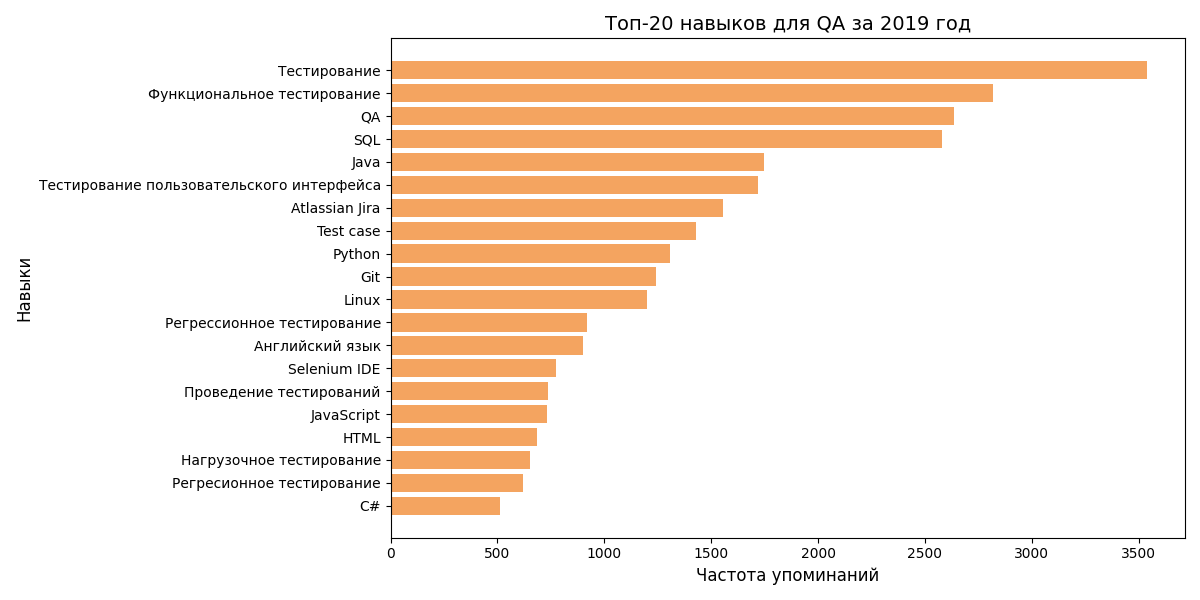 Топ-20 навыков для QA за 2019 год
Навыки
Тестирование
Функциональное тестирование
QA
SQL
Java
Тестирование пользовательского интерфейса
Atlassian Jira
Test case
Python
Git
Linux
Регрессионное тестирование
Английский язык
Selenium IDE
Проведение тестирований
JavaScript
HTML
Нагрузочное тестирование
Регресионное тестирование
C#
0 500 1000 1500 2000 2500 3000 3500
Частота упоминаний